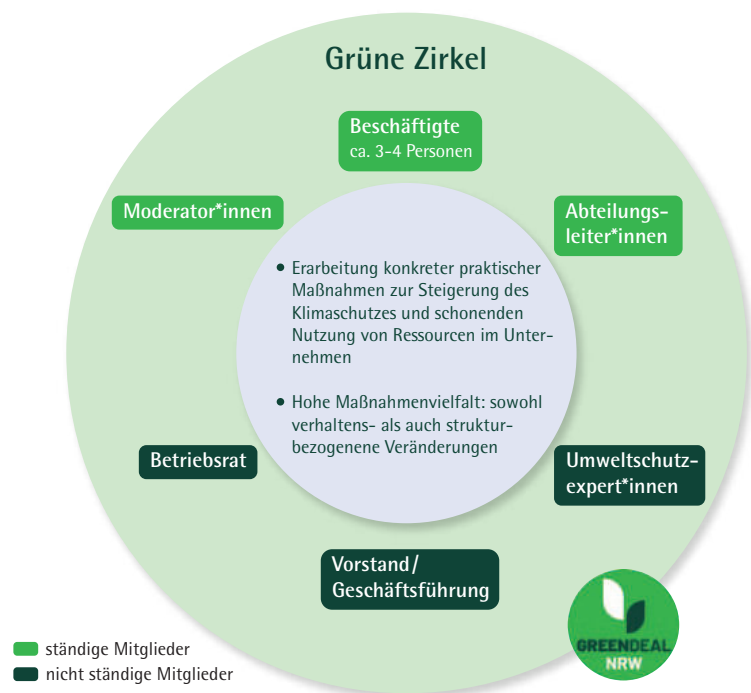 Grüne Zirkel
Beschäftigte
ca. 3-4 Personen
Moderator*innen
Abteilungs-
leiter*innen
• Erarbeitung konkreter praktischer
Maßnahmen zur Steigerung des
Klimaschutzes und schonenden
Nutzung von Ressourcen im Unter-
nehmen
• Hohe Maßnahmenvielfalt: sowohl
verhaltens- als auch struktur-
bezogenene Veränderungen
Betriebsrat
Umweltschutz-
expert*innen
Vorstand/
Geschäftsführung
GREENDEAL
NRW
ständige Mitglieder
nicht ständige Mitglieder